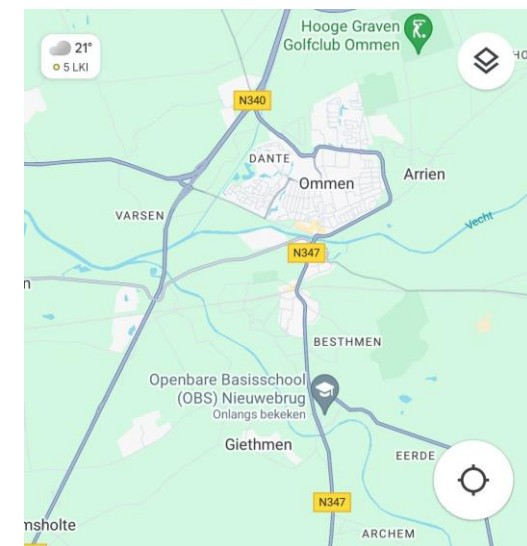 Hooge Graven
Golfclub Ommen
21°
5 LKI
N340
DANTE
Ommen
Arrien
VARSEN
Vecht
N347
n
BESTHMEN
Openbare Basisschool
(OBS) Nieuwebrug
Onlangs bekeken
Giethmen
EERDE
N347
msholte
ARCHEM